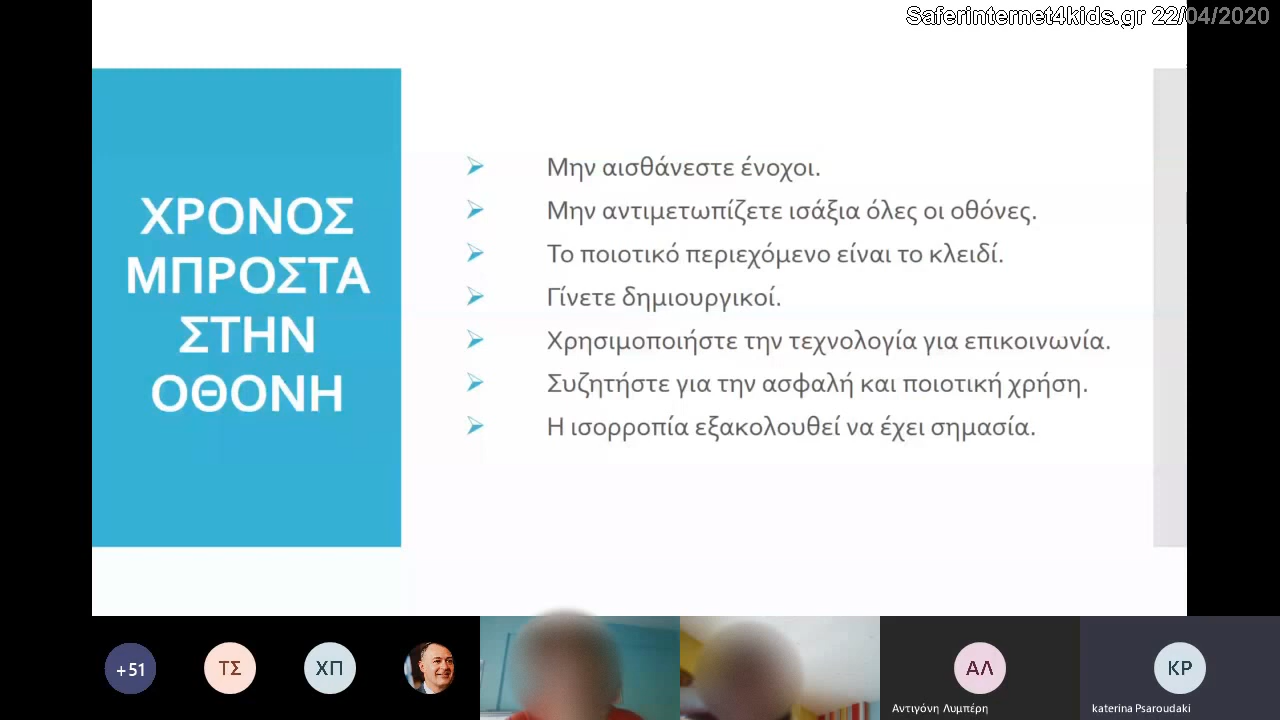 Saferinternet4kids.gr 22/04/2020
ΧΡΟΝΟΣ
ΜΠΡΟΣΤΑ
ΣΤΗΝ
ΟΘΟΝΗ
Μην αισθάνεστε ένοχοι.
Μην αντιμετωπίζετε ισάξια όλες οι οθόνες.
Το ποιοτικό περιεχόμενο είναι το κλειδί.
Γίνετε δημιουργικοί.
Χρησιμοποιήστε την τεχνολογία για επικοινωνία.
Συζητήστε για την ασφαλή και ποιοτική χρήση.
Η ισορροπία εξακολουθεί να έχει σημασία.
+51
ΤΣ
ΧΠ
ΑΛ
KP
Αντιγόνη Λυμπέρη
katerina Psaroudaki